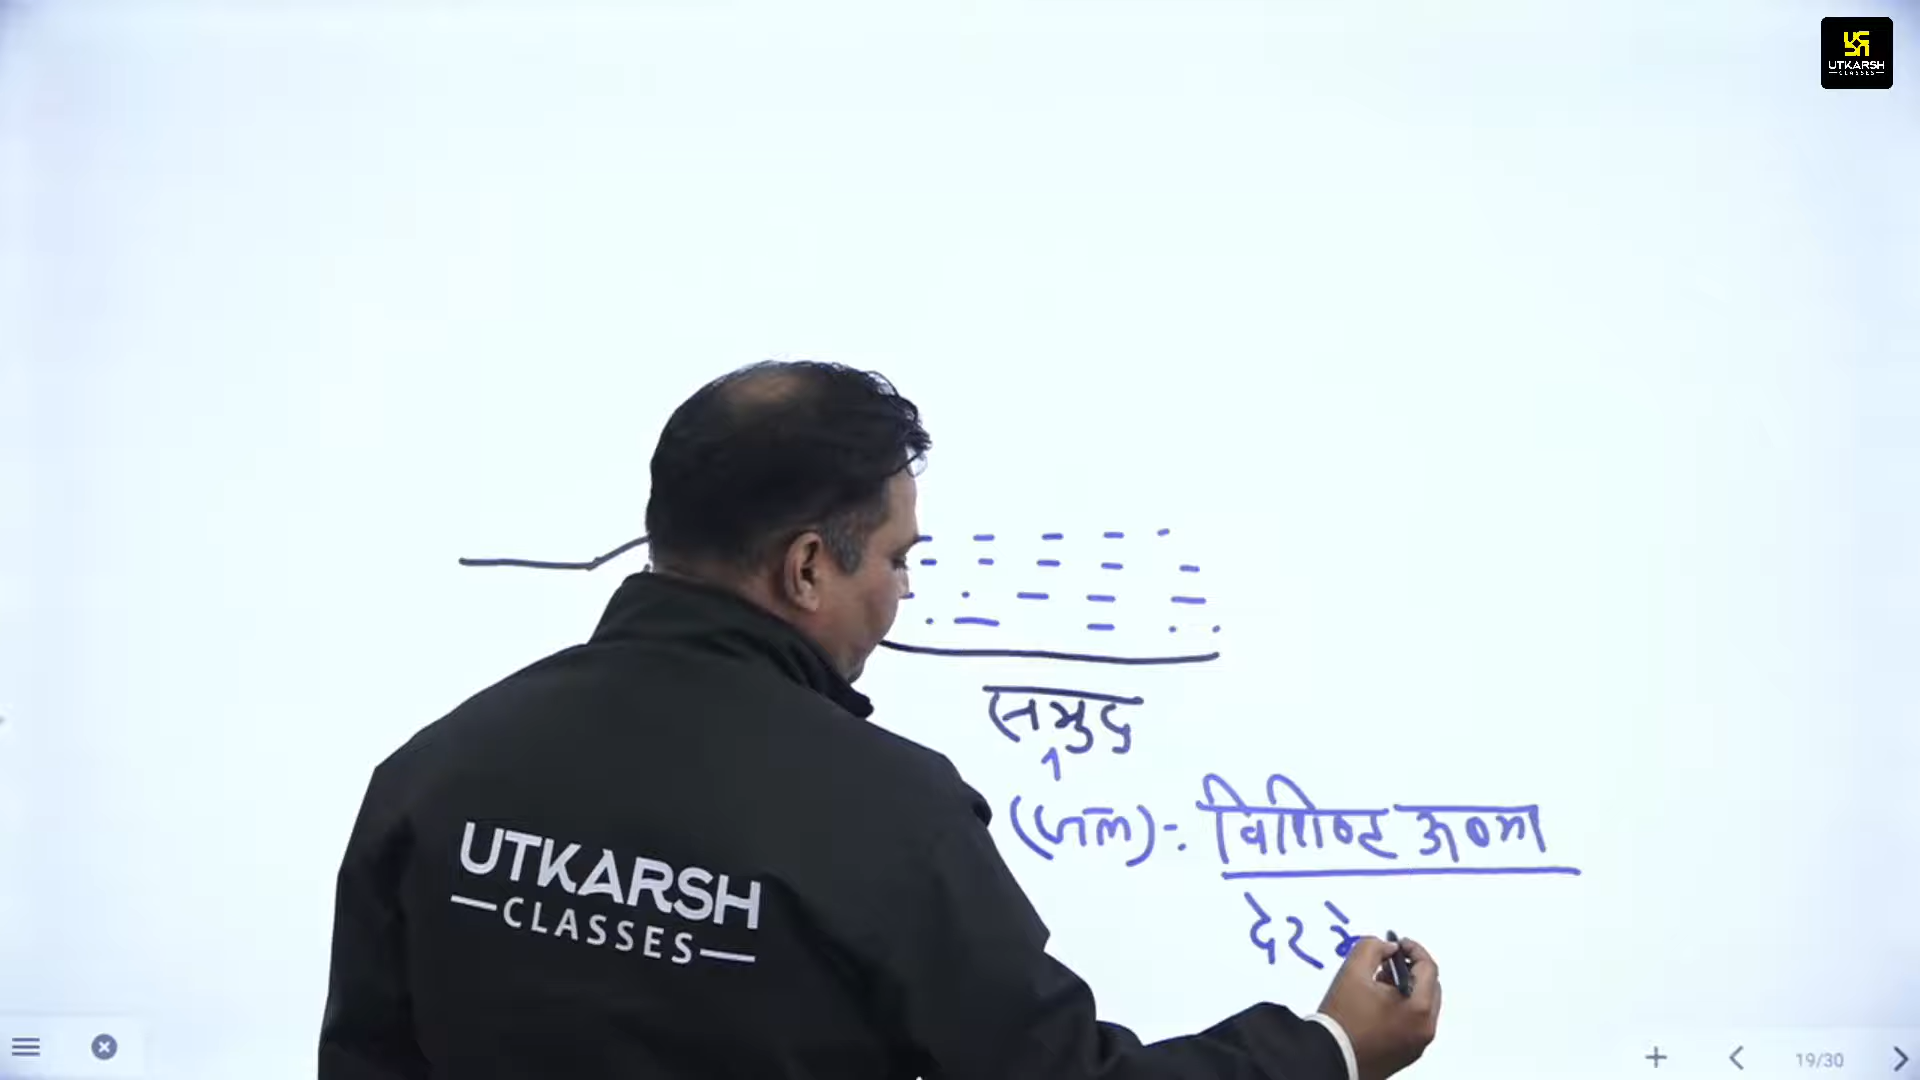 UTKARSH
CLASSES
समुद्र
(जल):- विशिष्ट ऊष्मा
देर मे
UTKARSH
CLASSES
19/30